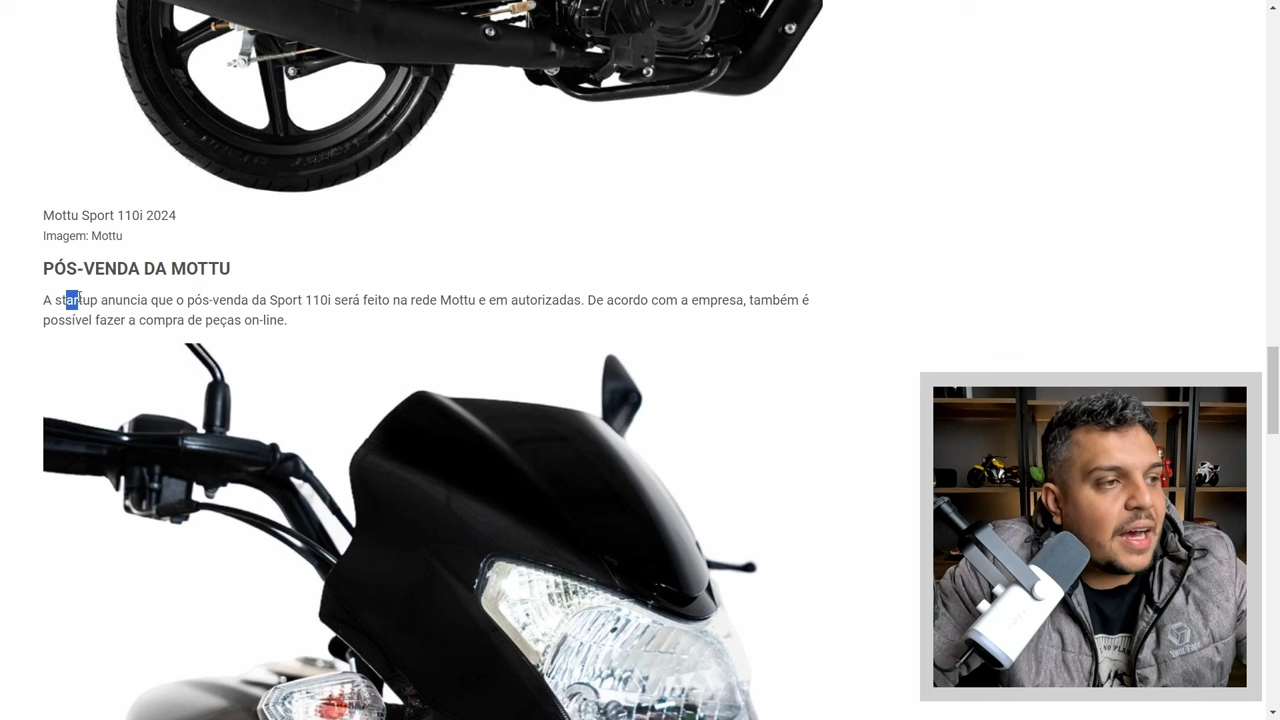 Mottu Sport 110i 2024
Imagem: Mottu
PÓS-VENDA DA MOTTU
A startup anuncia que o pós-venda da Sport 110i será feito na rede Mottu e em autorizadas. De acordo com a empresa, também é
possível fazer a compra de peças on-line.